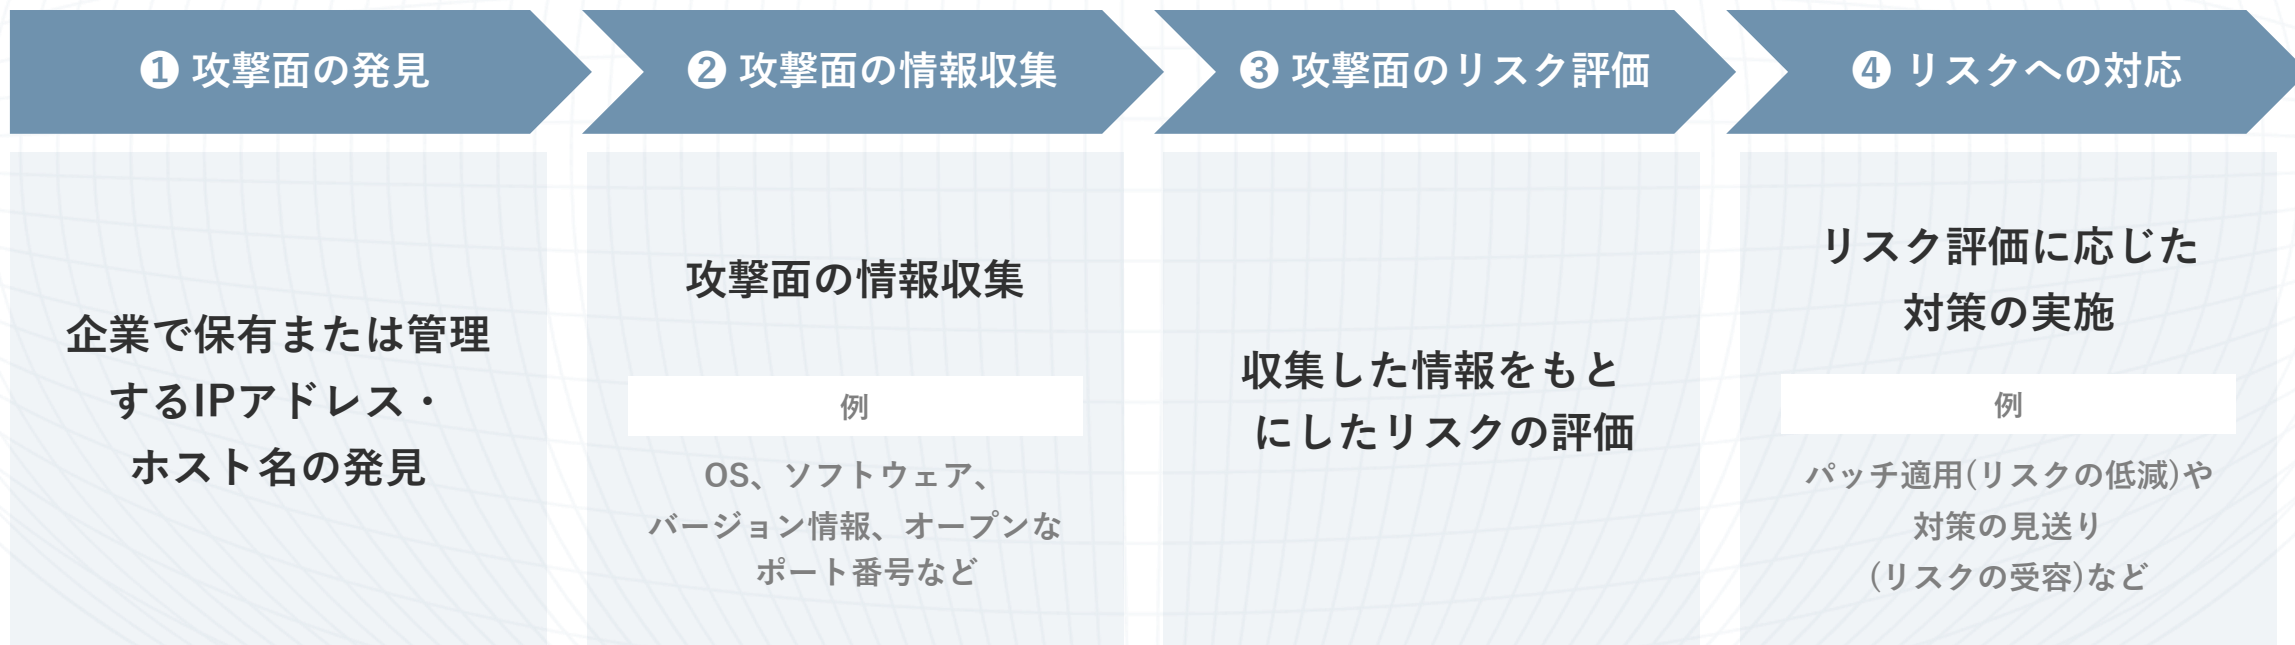 ❶ 攻撃面の発見
❷ 攻撃面の情報収集
❸ 攻撃面のリスク評価
❹ リスクへの対応
企業で保有または管理
するIPアドレス・
ホスト名の発見
攻撃面の情報収集
例
OS、ソフトウェア、
バージョン情報、オープンな
ポート番号など
収集した情報をもと
にしたリスクの評価
リスク評価に応じた
対策の実施
例
パッチ適用(リスクの低減)や
対策の見送り
(リスクの受容)など